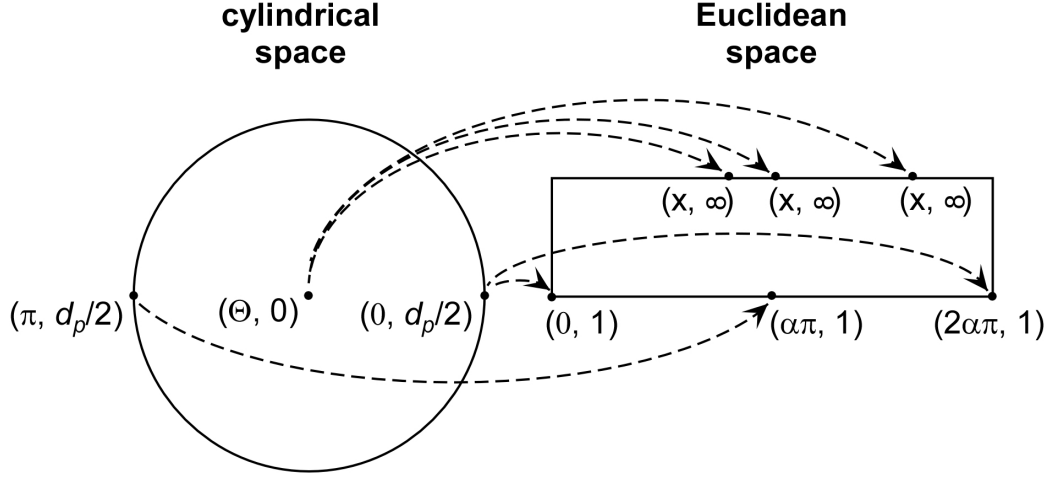 cylindrical
space
Euclidean
space
(x, ∞) (x, ∞) (x, ∞)
(π, dₚ/2) (Θ, 0) (0, dₚ/2) (0, 1) (απ, 1) (2απ, 1)